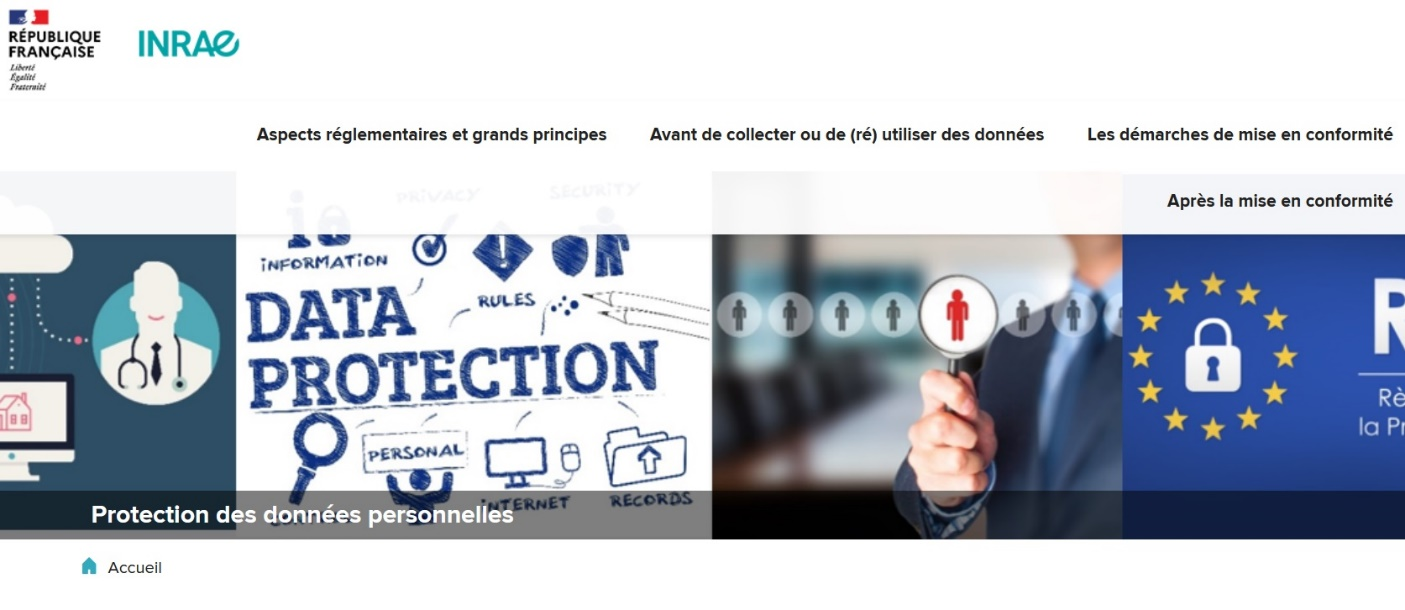 RÉPUBLIQUE
FRANÇAISE
Liberté
Égalité
Fraternité
INRAE
Aspects réglementaires et grands principes
Avant de collecter ou de (ré) utiliser des données
Les démarches de mise en conformité
Après la mise en conformité
PRIVACY
SECURITY
INFORMATION
RULES
DATA
PROTECTION
PERSONAL
INTERNET
RECORDS
R
Rè
la Pr
Protection des données personnelles
Accueil